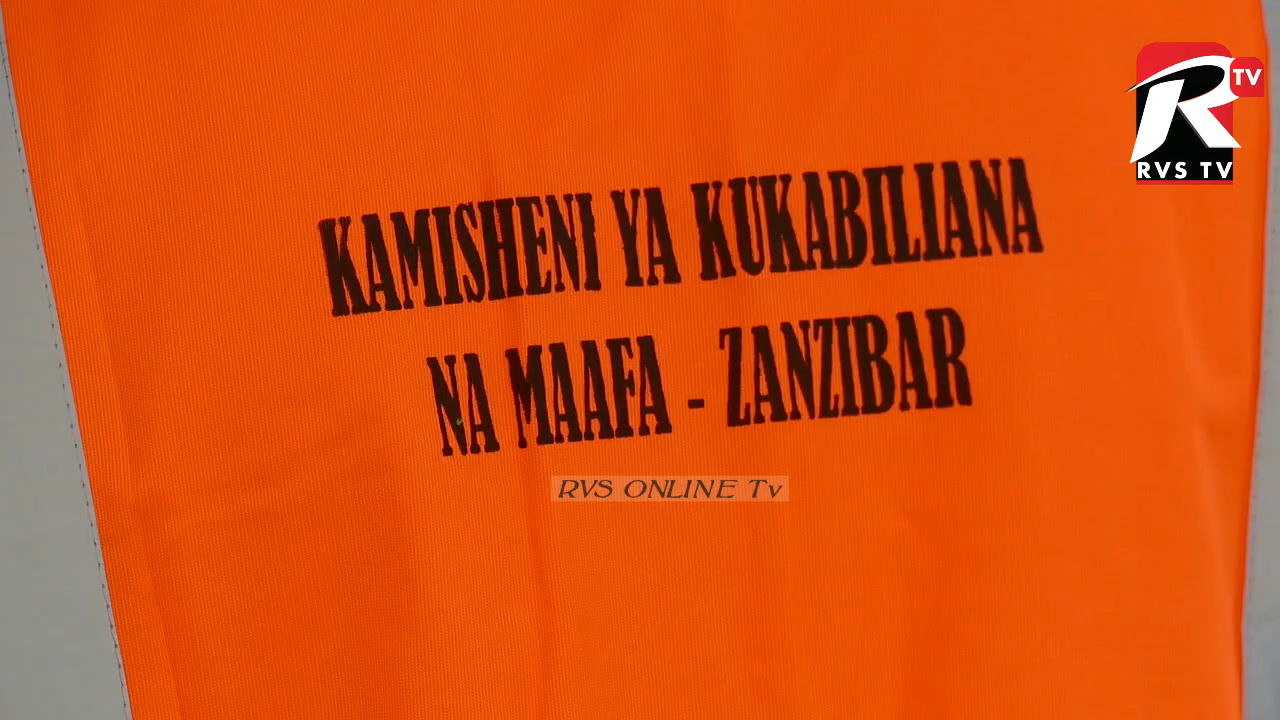 TV
RVS TV
KAMISHENI YA KUKABILIANA
NA MAAFA - ZANZIBAR
RVS ONLINE Tv